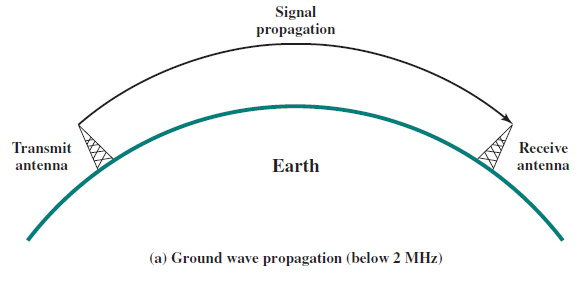 Signal
propagation
Transmit
antenna
Earth
Receive
antenna
(a) Ground wave propagation (below 2 MHz)